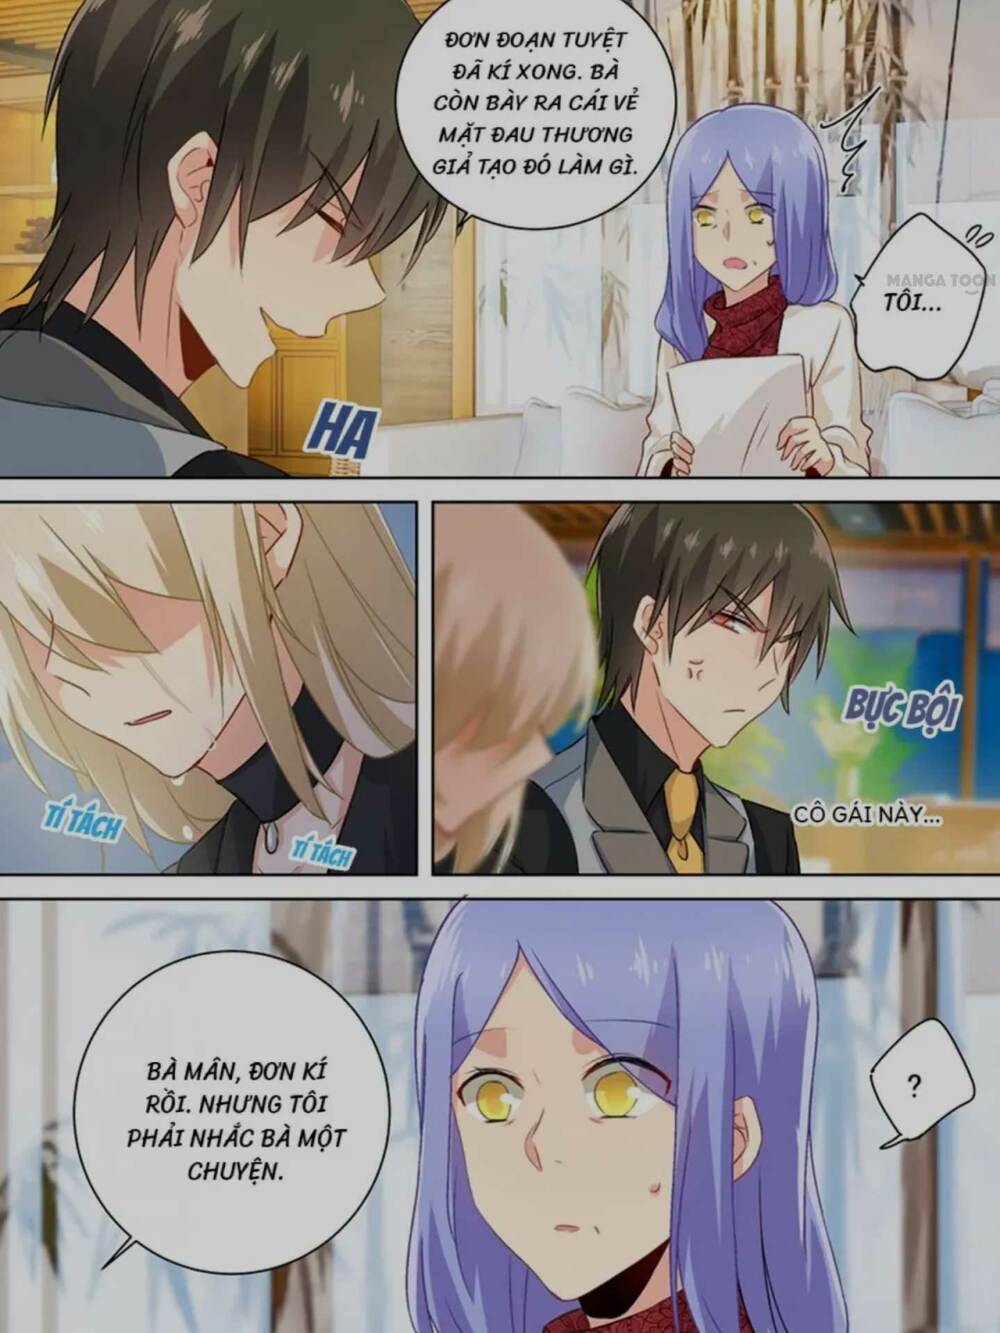 ĐƠN ĐOẠN TUYỆT
ĐÃ KÍ XONG. BÀ
CÒN BÀY RA CÁI VẺ
MẶT ĐAU THƯƠNG
GIẢ TẠO ĐÓ LÀM GÌ.
MANGA TOON
TÔI...
HA
BỰC BỘI
CÔ GÁI NÀY...
TÍ TÁCH
TÍ TÁCH
BÀ MÂN, ĐƠN KÍ
RỒI. NHƯNG TÔI
PHẢI NHẮC BÀ MỘT
CHUYỆN.
?